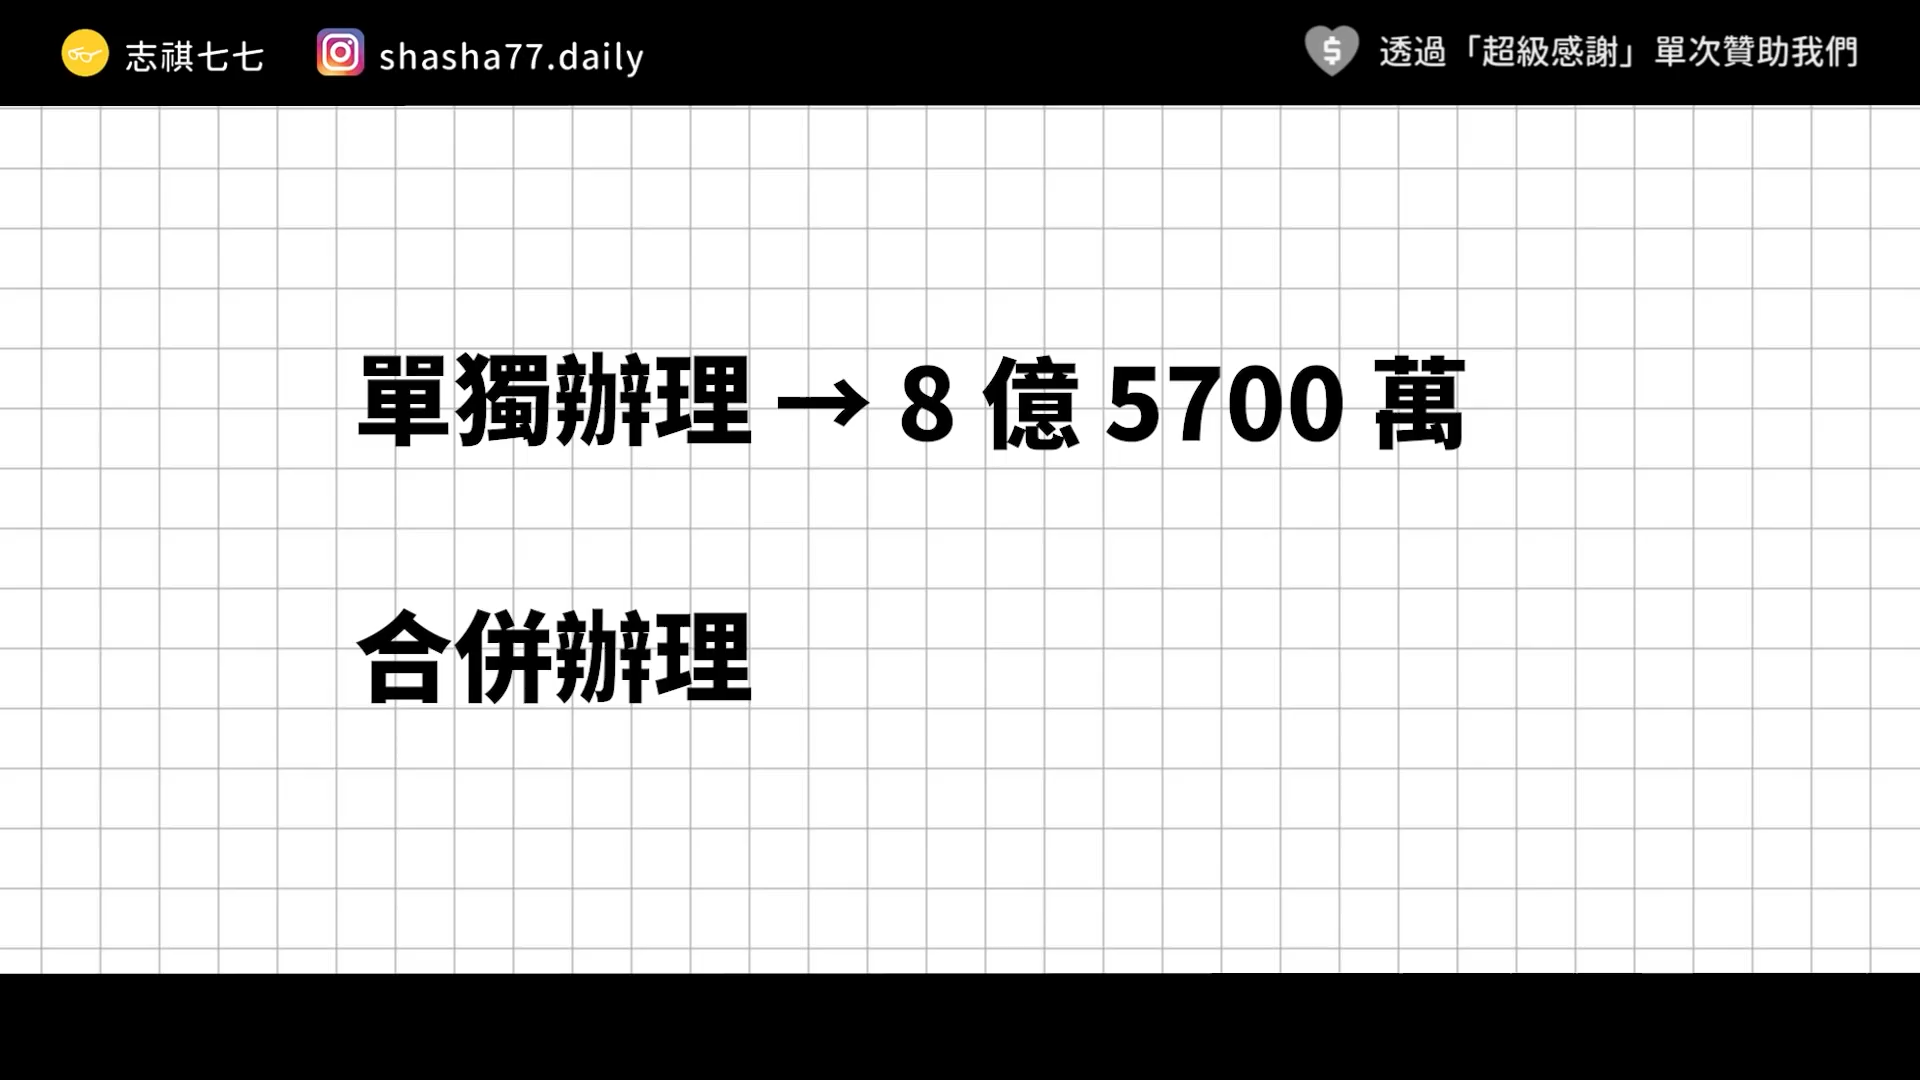 志祺七七 shasha77.daily 透過「超級感謝」單次贊助我們
單獨辦理 → 8 億 5700 萬
合併辦理